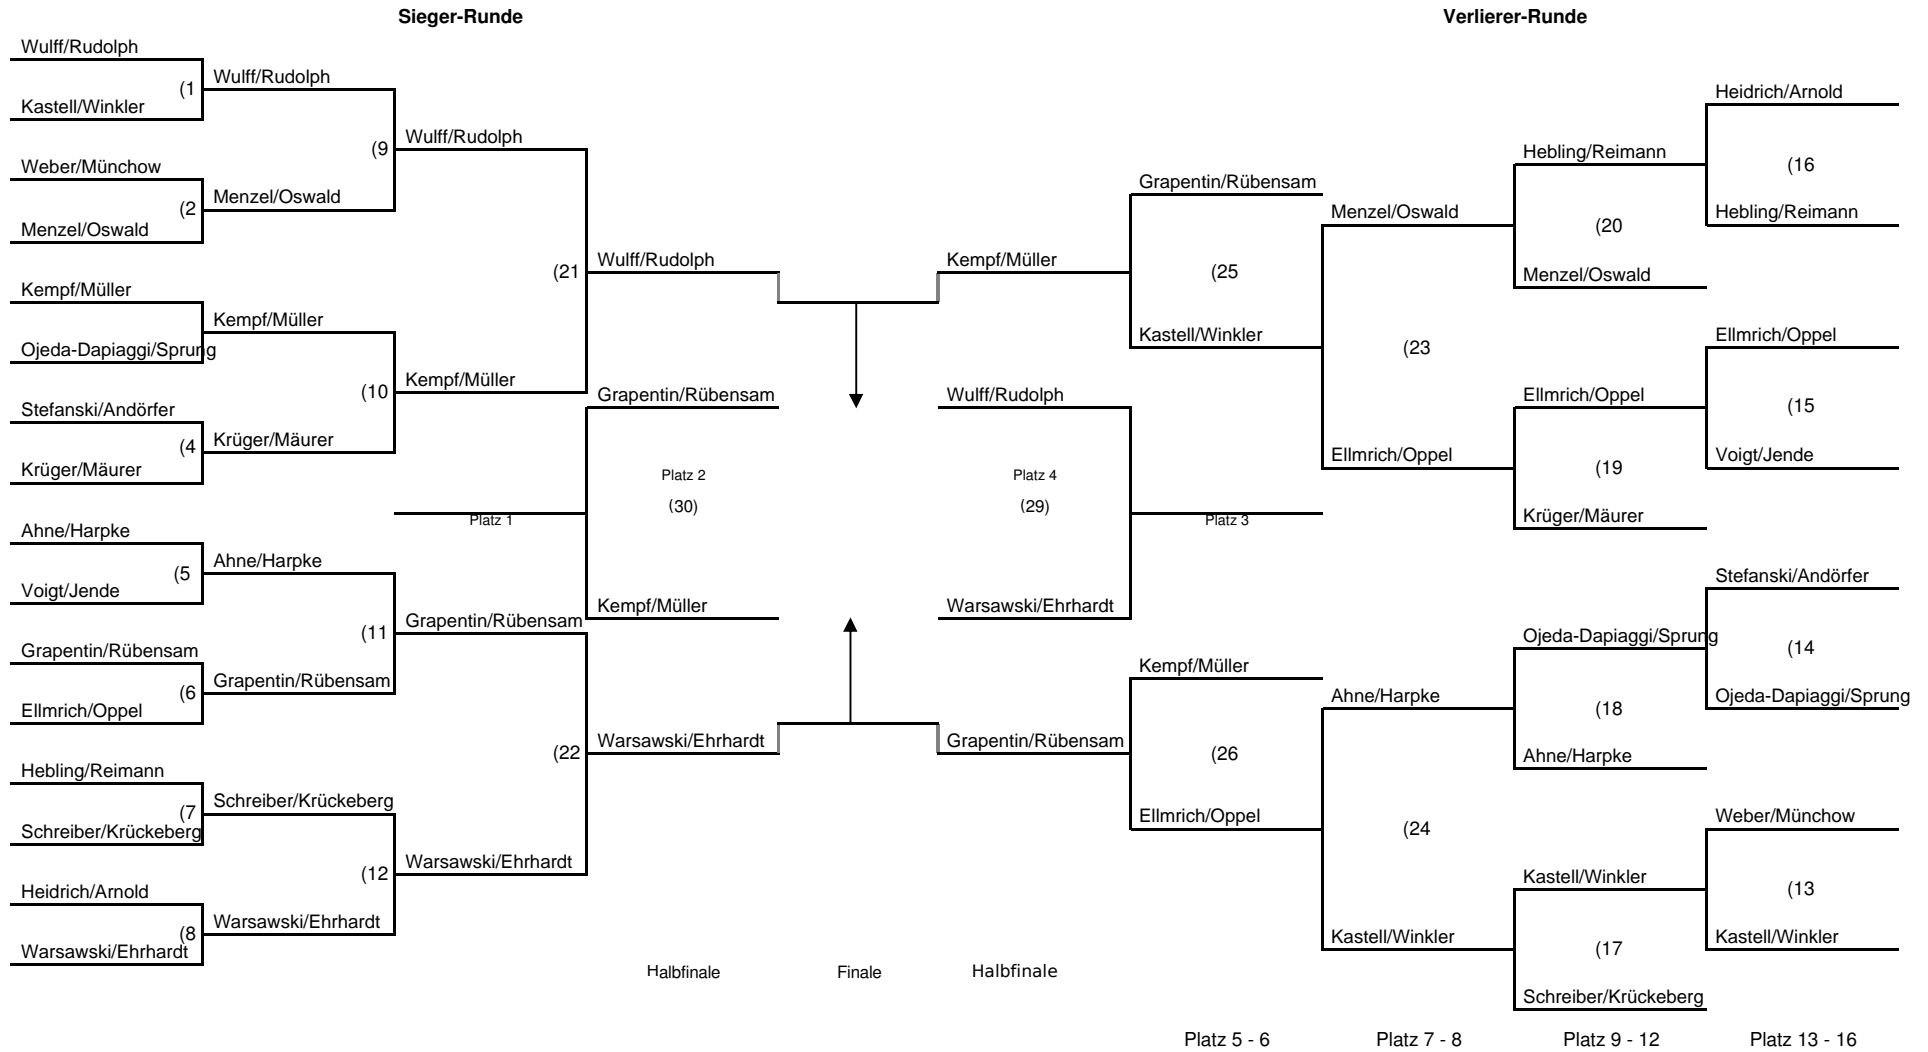 Sieger-Runde
Verlierer-Runde
Wulff/Rudolph
(1
Kastell/Winkler
Weber/Münchow
(2
Menzel/Oswald
Kempf/Müller
Ojeda-Dapiaggi/Sprung
Stefanski/Andörfer
(4
Krüger/Mäurer
Ahne/Harpke
(5
Voigt/Jende
Grapentin/Rübensam
(6
Ellmrich/Oppel
Hebling/Reimann
(7
Schreiber/Krückeberg
Heidrich/Arnold
(8
Warsawski/Ehrhardt
Wulff/Rudolph
(9
Menzel/Oswald
Kempf/Müller
(10
Krüger/Mäurer
Ahne/Harpke
(11
Grapentin/Rübensam
Schreiber/Krückeberg
(12
Warsawski/Ehrhardt
Wulff/Rudolph
(21
Kempf/Müller
Platz 1
Grapentin/Rübensam
(22
Warsawski/Ehrhardt
Wulff/Rudolph
Grapentin/Rübensam
Platz 2
(30)
Kempf/Müller
Warsawski/Ehrhardt
Halbfinale
Finale
Kempf/Müller
Wulff/Rudolph
Platz 4
(29)
Warsawski/Ehrhardt
Grapentin/Rübensam
Halbfinale
Grapentin/Rübensam
(25
Kastell/Winkler
Platz 3
Kempf/Müller
(26
Ellmrich/Oppel
Platz 5 - 6
Menzel/Oswald
(23
Ellmrich/Oppel
Ahne/Harpke
(24
Kastell/Winkler
Platz 7 - 8
Hebling/Reimann
(20
Menzel/Oswald
Ellmrich/Oppel
(19
Krüger/Mäurer
Ojeda-Dapiaggi/Sprung
(18
Ahne/Harpke
Kastell/Winkler
(17
Schreiber/Krückeberg
Platz 9 - 12
Heidrich/Arnold
(16
Hebling/Reimann
Ellmrich/Oppel
(15
Voigt/Jende
Stefanski/Andörfer
(14
Ojeda-Dapiaggi/Sprung
Weber/Münchow
(13
Kastell/Winkler
Platz 13 - 16